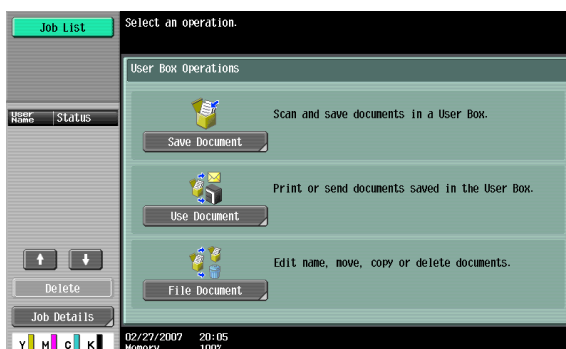 Job List
Select an operation.
User Box Operations
User Name
Status
Scan and save documents in a User Box.
Save Document
Print or send documents saved in the User Box.
Use Document
Edit name, move, copy or delete documents.
File Document
Delete
Job Details
Y M C K
02/27/2007 20:05
Memory 100%